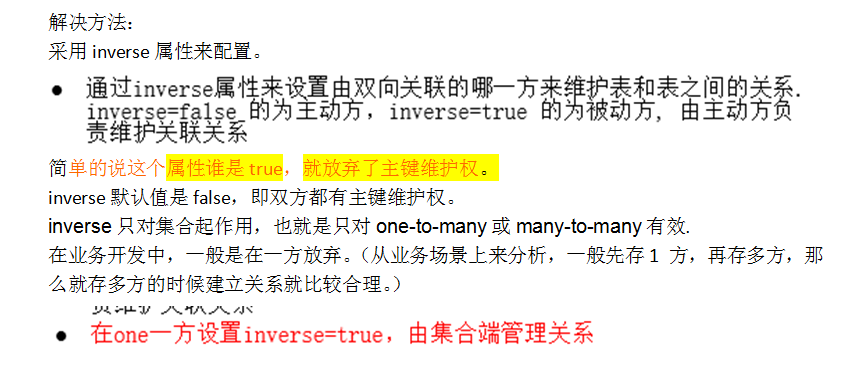 解决方法：
采用 inverse 属性来配置。
● 通过inverse属性来设置由双向关联的哪一方来维护表和表之间的关系.
inverse=false 的为主动方，inverse=true 的为被动方, 由主动方负
责维护关联关系
简单的说这个属性谁是 true，就放弃了主键维护权。
inverse 默认值是 false，即双方都有主键维护权。
inverse 只对集合起作用，也就是只对 one-to-many 或 many-to-many 有效.
在业务开发中，一般是在一方放弃。（从业务场景上来分析，一般先存 1 方，再存多方，那
么就存多方的时候建立关系就比较合理。）
责维护关联关系
● 在one一方设置inverse=true，由集合端管理关系